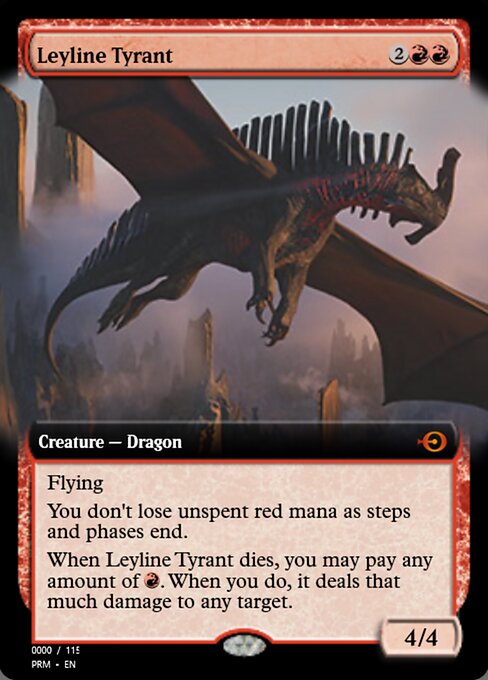 Leyline Tyrant 2
Creature — Dragon
Flying
You don't lose unspent red mana as steps
and phases end.
When Leyline Tyrant dies, you may pay any
amount of . When you do, it deals that
much damage to any target.
4/4
0000 / 115
PRM • EN